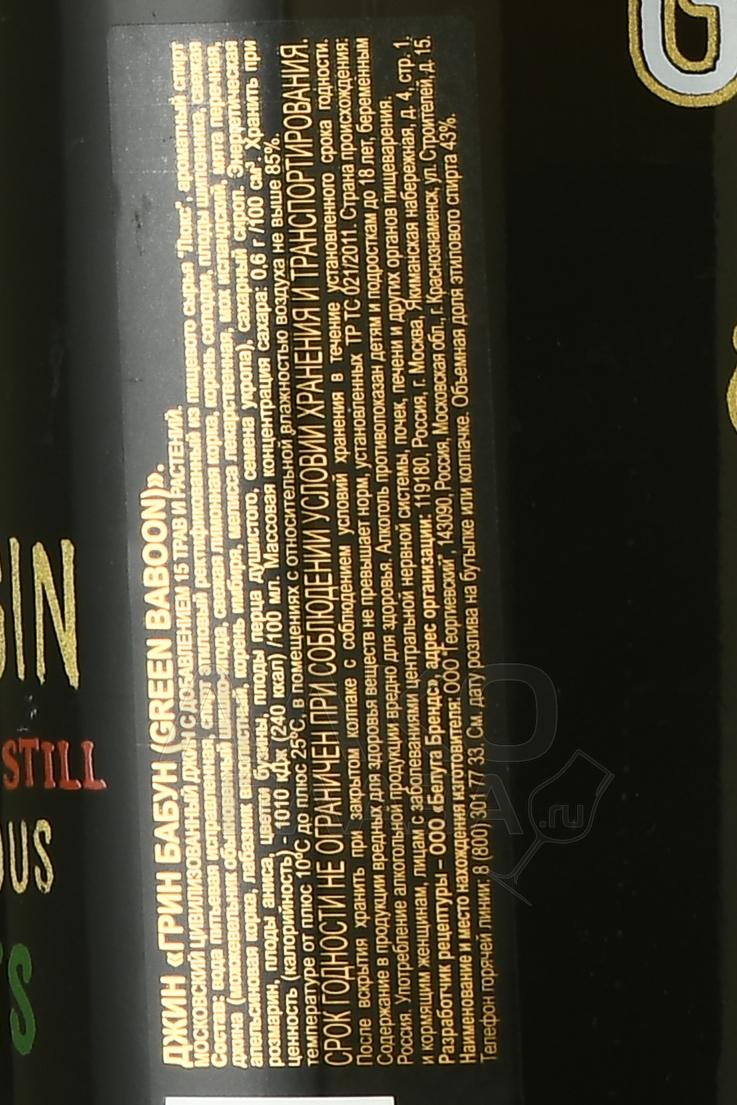 ДЖИН «ГРИН БАБУН (GREEN BABOON)».
МОСКОВСКИЙ ЦИВИЛИЗОВАННЫЙ ДЖИН С ДОБАВЛЕНИЕМ 15 ТРАВ И РАСТЕНИЙ.
Состав: вода питьевая исправленная, спирт этиловый ректификованный из пищевого сырья "Люкс", ароматный спирт
джина (можжевельник обыкновенный шишко-ягода, свежая лимонная корка, корень солодки, плоды шиповника, свежая
апельсиновая корка, лабазник вязолистный, корень имбиря, мелисса лекарственная, мох исландский, мята перечная,
розмарин, плоды аниса, цветы бузины, плоды перца душистого, семена укропа), сахарный сироп. Энергетическая
ценность (калорийность) - 1010 кДж (240 ккал) /100 мл. Массовая концентрация сахара: 0,6 г /100 см³. Хранить при
температуре от плюс 10°С до плюс 25°С, в помещениях с относительной влажностью воздуха не выше 85%.
СРОК ГОДНОСТИ НЕ ОГРАНИЧЕН ПРИ СОБЛЮДЕНИИ УСЛОВИЙ ХРАНЕНИЯ И ТРАНСПОРТИРОВАНИЯ.
После вскрытия хранить при закрытом колпаке с соблюдением условий хранения в течение установленного срока годности.
Содержание в продукции вредных для здоровья веществ не превышает норм, установленных ТР ТС 021/2011. Страна происхождения:
Россия. Употребление алкогольной продукции вредно для здоровья. Алкоголь противопоказан детям и подросткам до 18 лет, беременным
и кормящим женщинам, лицам с заболеваниями центральной нервной системы, почек, печени и других органов пищеварения.
Разработчик рецептуры – ООО «Белуга Брендс», адрес организации: 119180, Россия, г. Москва, Якиманская набережная, д. 4, стр. 1.
Наименование и место нахождения изготовителя: ООО "Георгиевский", 143090, Россия, Московская обл., г. Краснознаменск, ул. Строителей, д. 15.
Телефон горячей линии: 8 (800) 301 77 33. См. дату розлива на бутылке или колпачке. Объемная доля этилового спирта 43%.
GIN
STILL
.ru